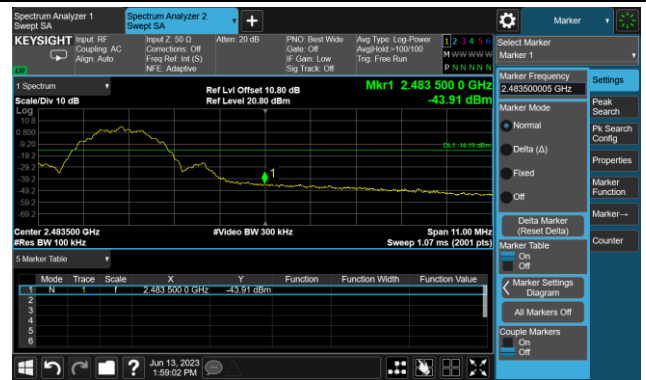 Spectrum Analyzer 1
Swept SA
Spectrum Analyzer 2
Swept SA
Marker
KEYSIGHT
Input: RF
Coupling: AC
Align: Auto
Input Z: 50 Ω
Corrections: Off
Freq Ref: Int (S)
NFE: Adaptive
Atten: 20 dB
PNO: Best Wide
Gate: Off
IF Gain: Low
Sig Track: Off
Avg Type: Log-Power
Avg|Hold:>100/100
Trig: Free Run
1 2 3 4 5 6
M W W W W W
P N N N N N
Select Marker
Marker 1
1 Spectrum
Scale/Div 10 dB
Log
Ref Lvl Offset 10.80 dB
Ref Level 20.80 dBm
Mkr1 2.483 500 0 GHz
-43.91 dBm
10.8
0.800
-9.20
-19.2
-29.2
-39.2
-49.2
-59.2
-69.2
DL1 -14.19 dBm
1
Center 2.483500 GHz
#Res BW 100 kHz
#Video BW 300 kHz
Span 11.00 MHz
Sweep 1.07 ms (2001 pts)
5 Marker Table
Mode Trace Scale X Y Function Function Width Function Value
1 N 1 f 2.483 500 0 GHz -43.91 dBm
2
3
4
5
6
Marker Frequency
2.483500005 GHz
Marker Mode
Normal
Delta (Δ)
Fixed
Off
Delta Marker
(Reset Delta)
Marker Table
On
Off
Marker Settings
Diagram
All Markers Off
Couple Markers
On
Off
Settings
Peak
Search
Pk Search
Config
Properties
Marker
Function
Marker→
Counter
Jun 13, 2023
1:59:02 PM